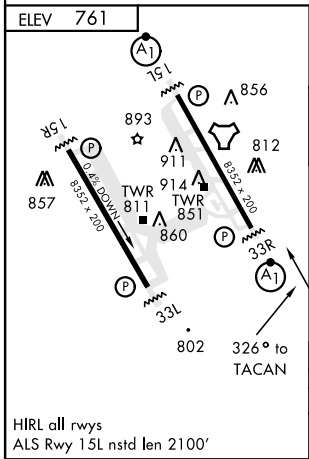 ELEV 761
A1
15L
P
856
893
15R
P
911
812
8352 x 200
0.4% DOWN
8352 x 200
857
914
TWR
811
TWR
851
860
P
P
33R
A1
33L
802
326° to
TACAN
HIRL all rwys
ALS Rwy 15L nstd len 2100'